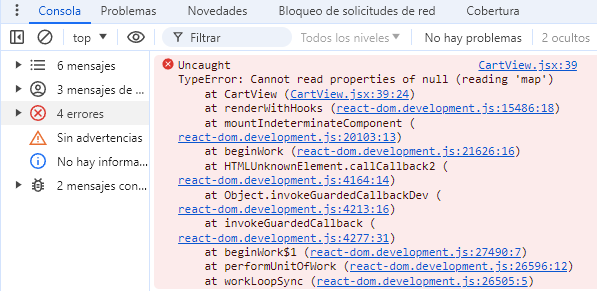 Consola Problemas Novedades Bloqueo de solicitudes de red Cobertura
top Filtrar Todos los niveles No hay problemas 2 ocultos
6 mensajes
3 mensajes de ...
4 errores
Sin advertencias
No hay informa...
2 mensajes con...
Uncaught CartView.jsx:39
TypeError: Cannot read properties of null (reading 'map')
at CartView (CartView.jsx:39:24)
at renderWithHooks (react-dom.development.js:15486:18)
at mountIndeterminateComponent (
react-dom.development.js:20103:13)
at beginWork (react-dom.development.js:21626:16)
at HTMLUnknownElement.callCallback2 (
react-dom.development.js:4164:14)
at Object.invokeGuardedCallbackDev (
react-dom.development.js:4213:16)
at invokeGuardedCallback (
react-dom.development.js:4277:31)
at beginWork$1 (react-dom.development.js:27490:7)
at performUnitOfWork (react-dom.development.js:26596:12)
at workLoopSync (react-dom.development.js:26505:5)